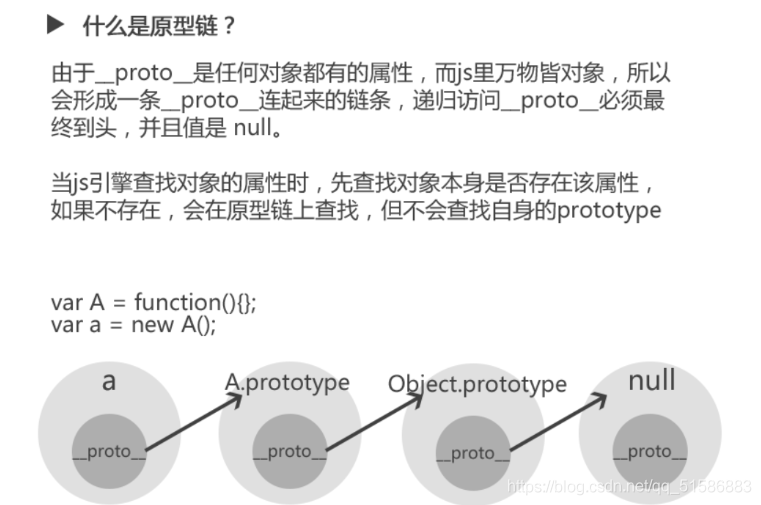 ▶ 什么是原型链？
由于__proto__是任何对象都有的属性，而js里万物皆对象，所以
会形成一条__proto__连起来的链条，递归访问__proto__必须最
终到头，并且值是 null。
当js引擎查找对象的属性时，先查找对象本身是否存在该属性，
如果不存在，会在原型链上查找，但不会查找自身的prototype
var A = function(){};
var a = new A();
a A.prototype Object.prototype null
__proto__ __proto__ __proto__ __proto__
https://blog.csdn.net/qq_51586883